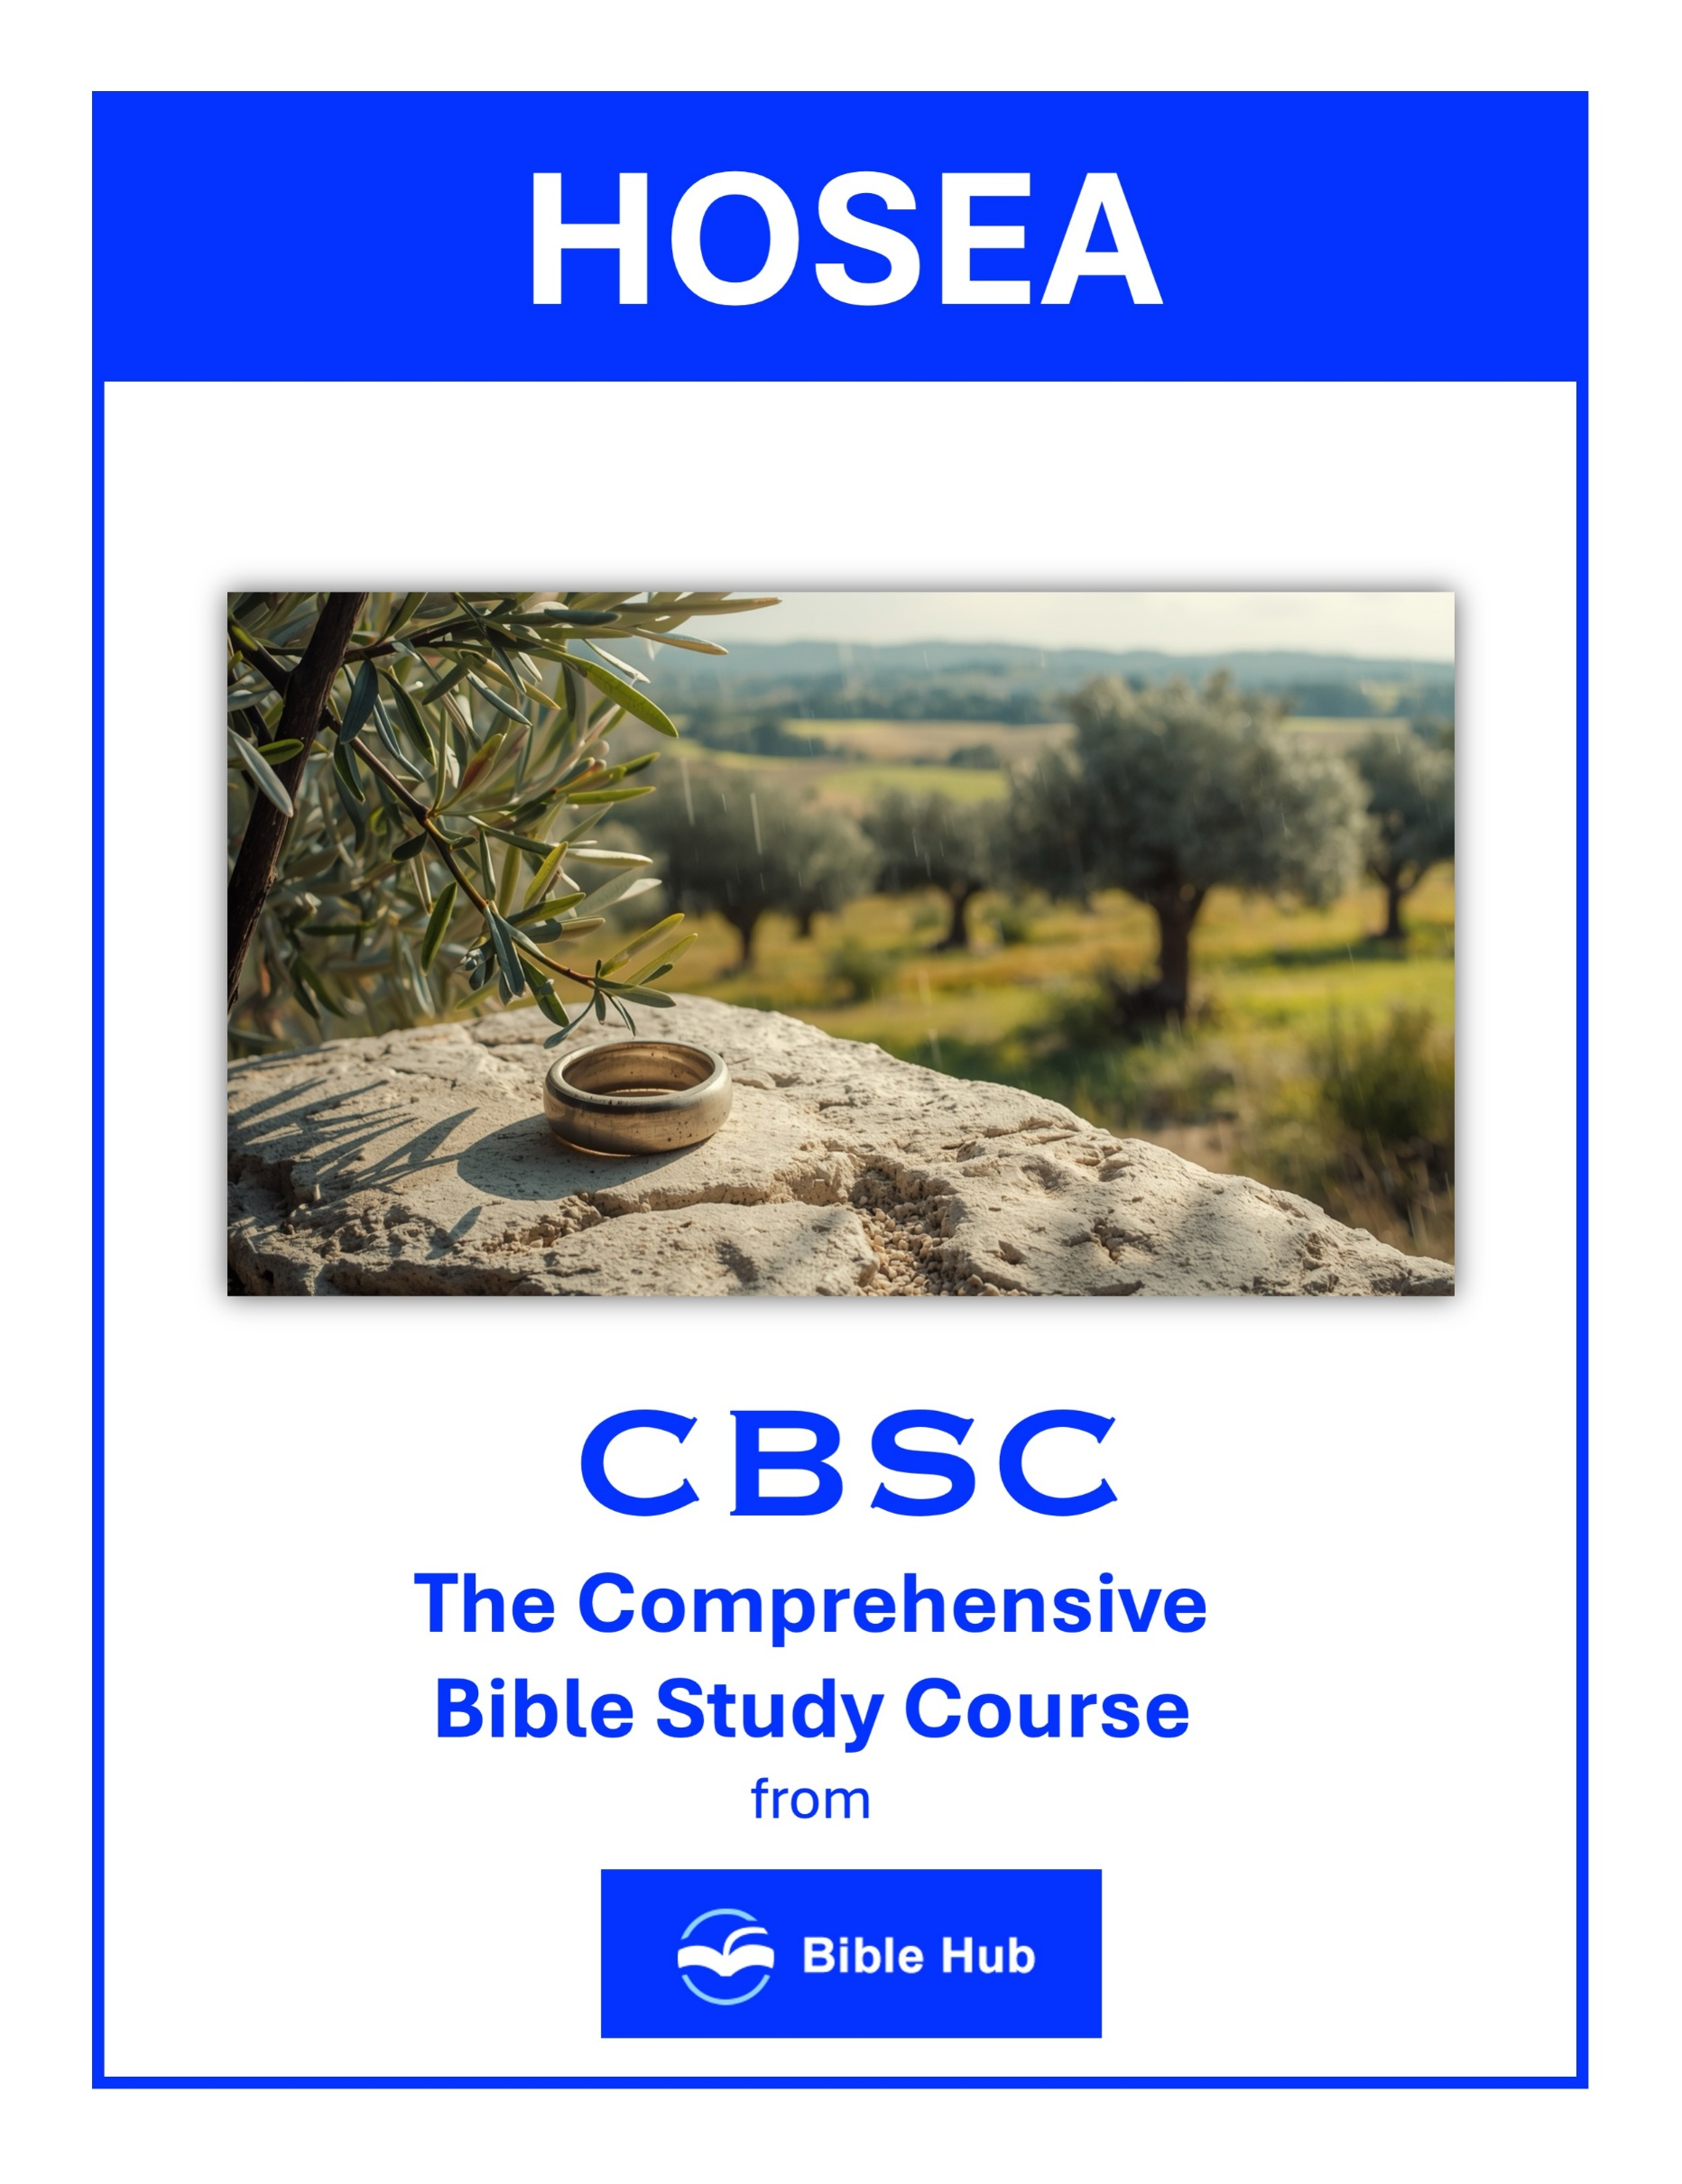 HOSEA
CBSC
The Comprehensive
Bible Study Course
from
Bible Hub